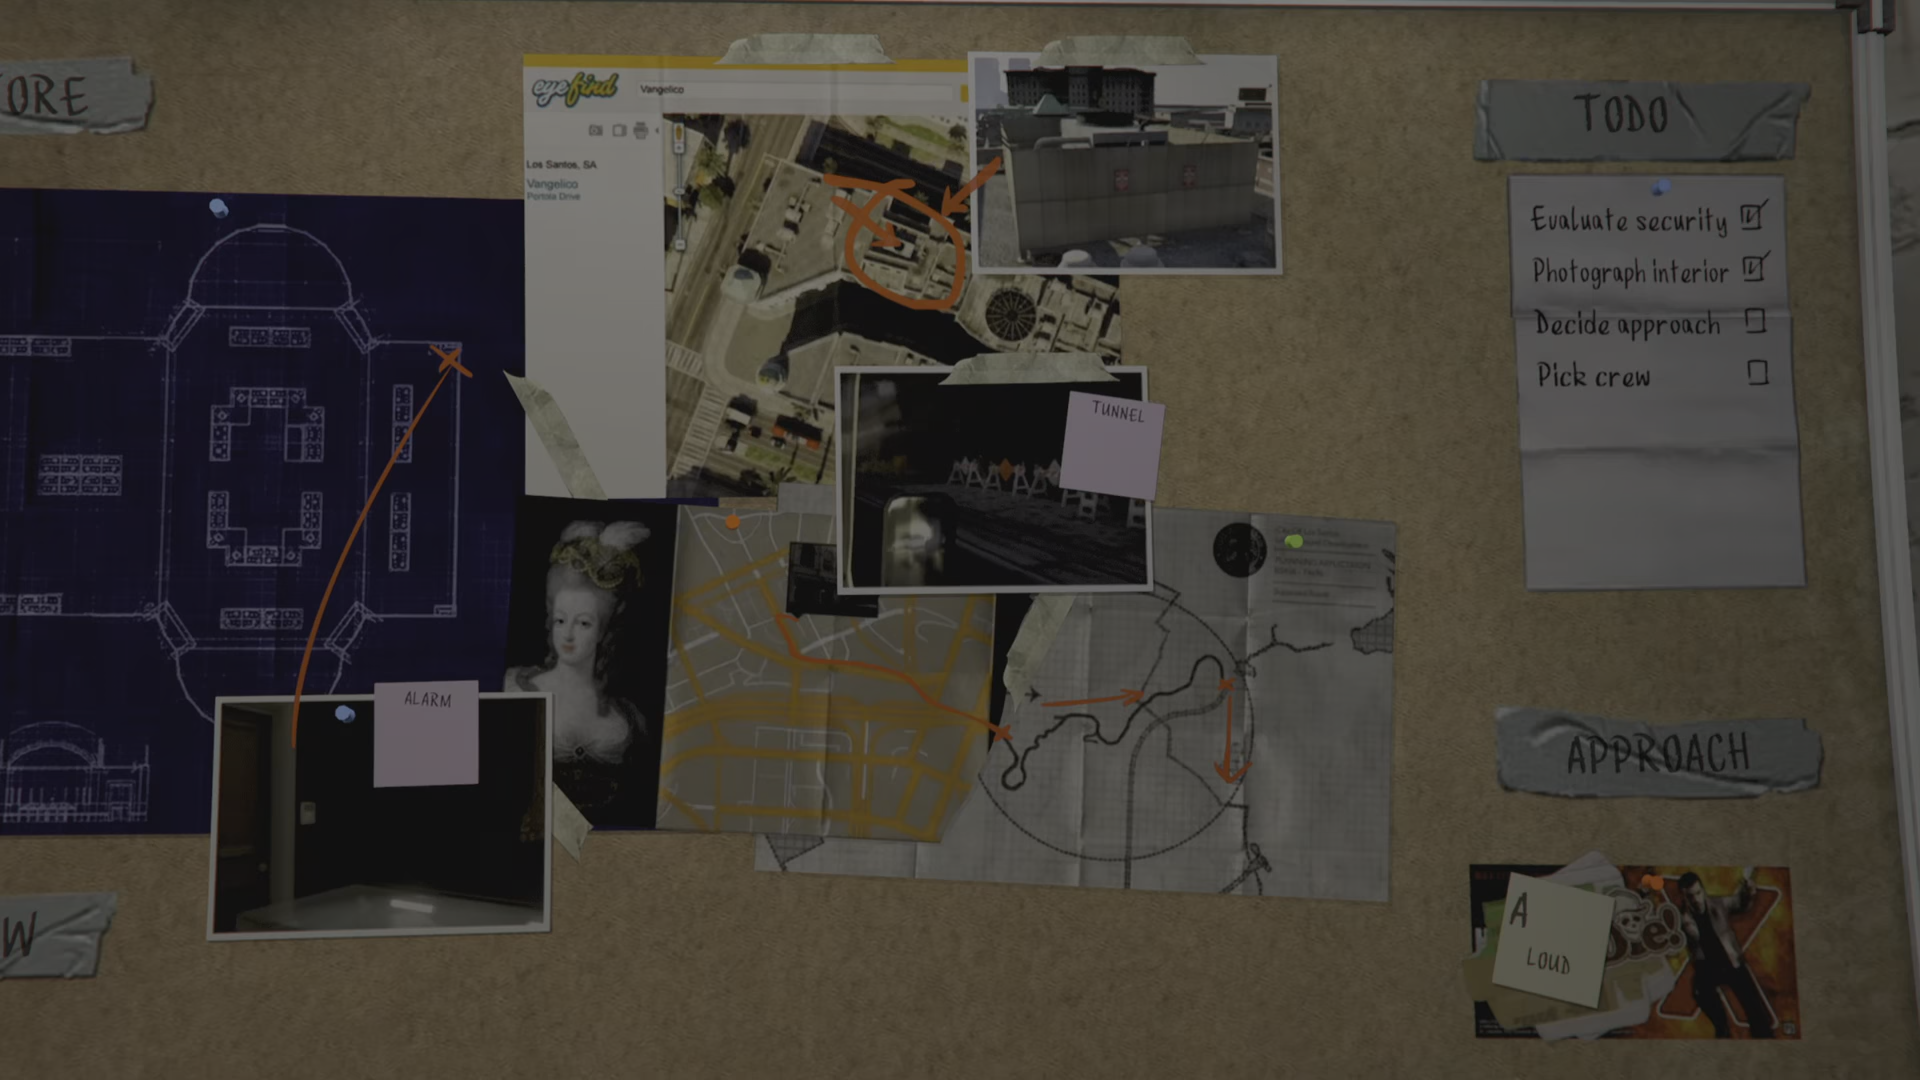 ORE
eyefind
Vangelico
Los Santos, SA
Vangelico
Portola Drive
TODO
Evaluate security
Photograph interior
Decide approach
Pick crew
TUNNEL
ALARM
APPROACH
W
A
LOUD
Die!